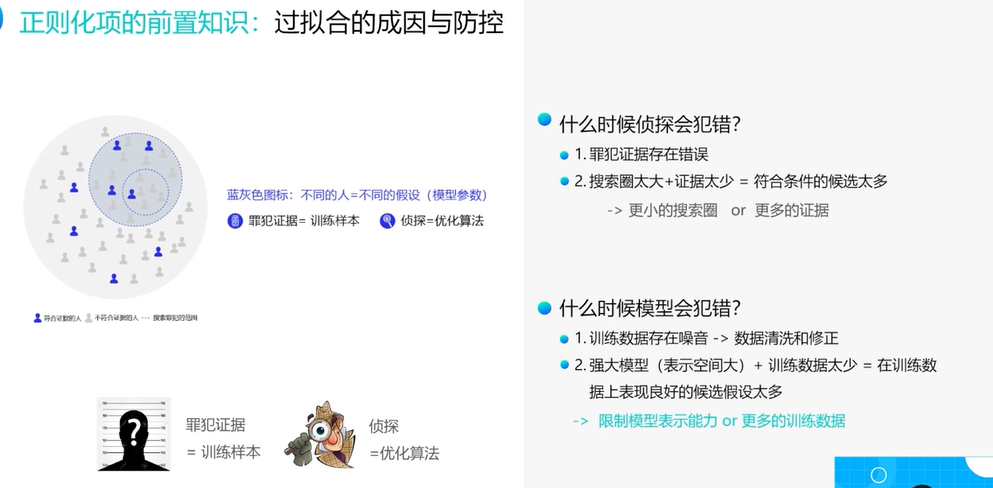 正则化项的前置知识：过拟合的成因与防控
蓝灰色图标：不同的人=不同的假设（模型参数）
罪犯证据= 训练样本
侦探=优化算法
符合证据的人 不符合证据的人 --- 搜索罪犯的范围
?
罪犯证据
= 训练样本
侦探
=优化算法
什么时候侦探会犯错?
1. 罪犯证据存在错误
2. 搜索圈太大+证据太少 = 符合条件的候选太多
-> 更小的搜索圈 or 更多的证据
什么时候模型会犯错?
1. 训练数据存在噪音 -> 数据清洗和修正
2. 强大模型（表示空间大）+ 训练数据太少 = 在训练数
据上表现良好的候选假设太多
-> 限制模型表示能力 or 更多的训练数据